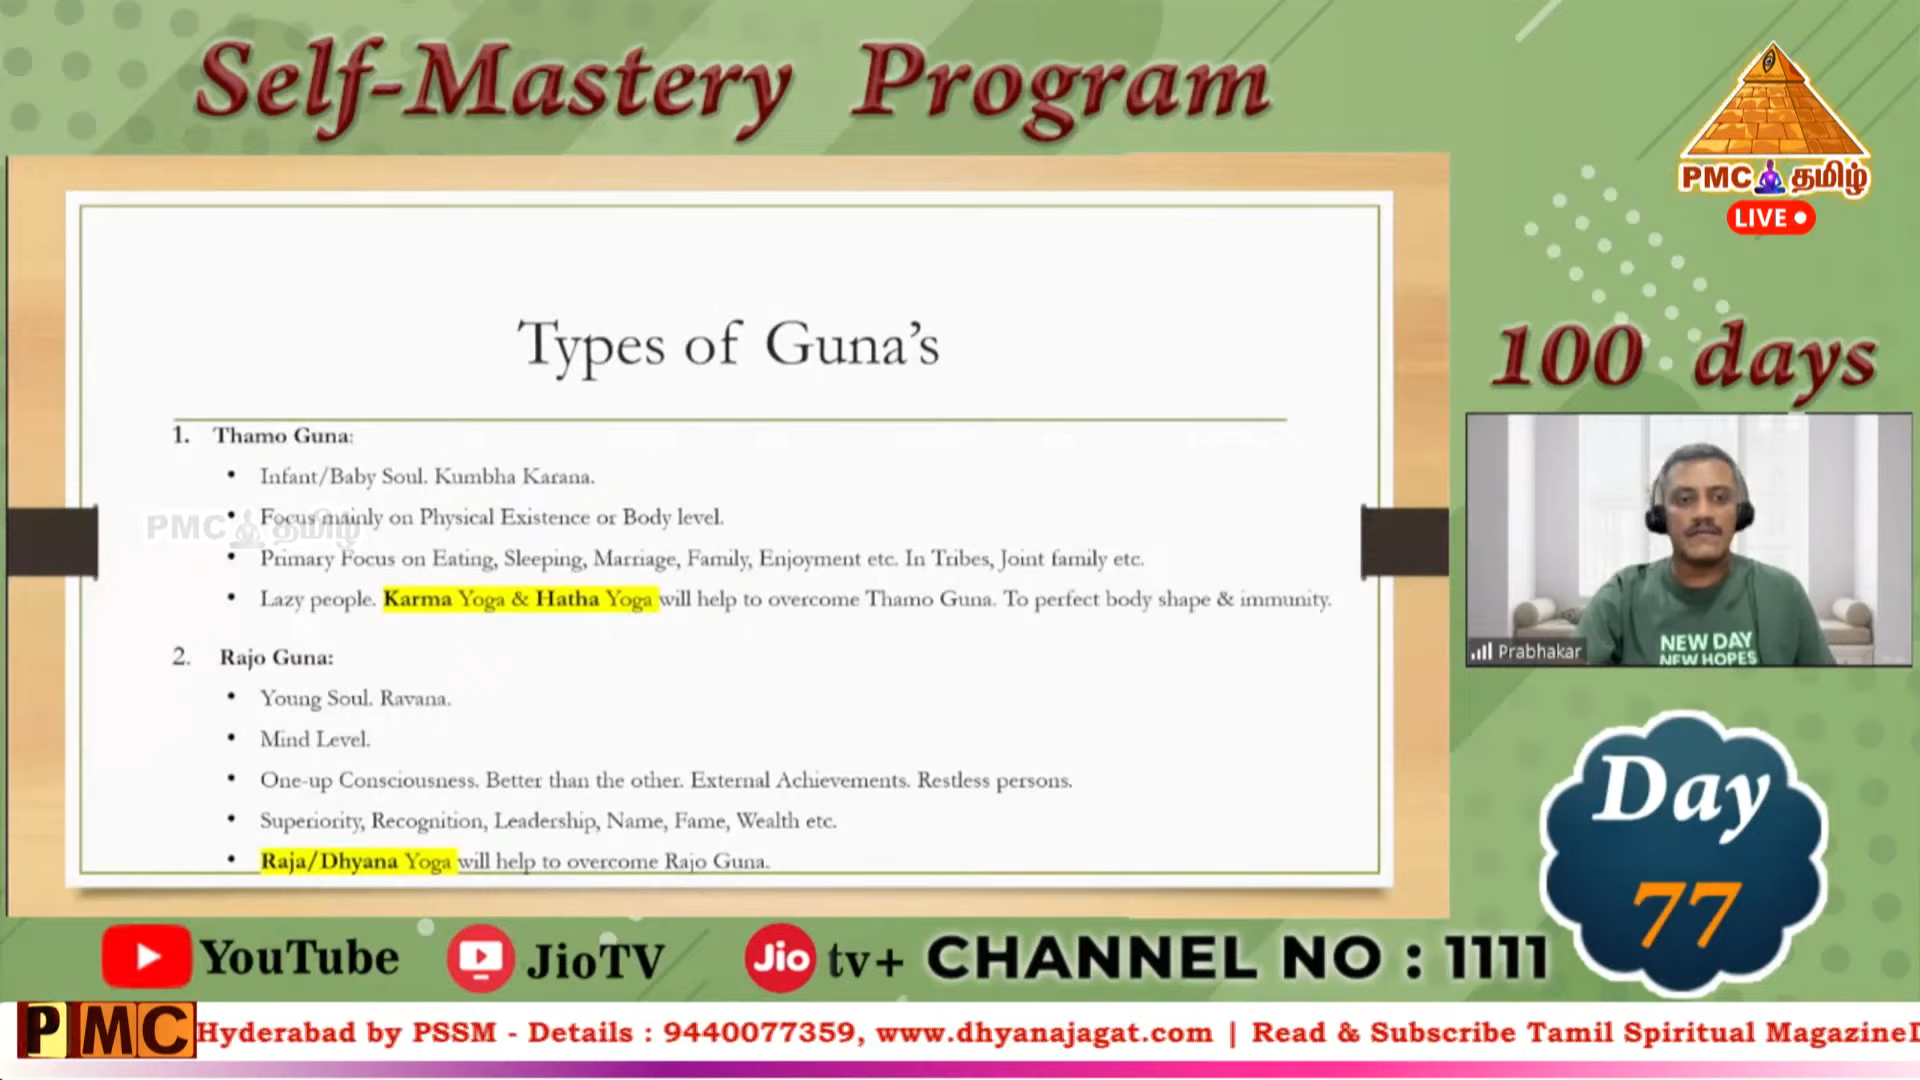 Self-Mastery Program
PMC தமிழ்
LIVE
Types of Guna's
1. Thamo Guna:
• Infant/Baby Soul. Kumbha Karana.
• Focus mainly on Physical Existence or Body level.
PMC தமிழ்
• Primary Focus on Eating, Sleeping, Marriage, Family, Enjoyment etc. In Tribes, Joint family etc.
• Lazy people. Karma Yoga & Hatha Yoga will help to overcome Thamo Guna. To perfect body shape & immunity.
2. Rajo Guna:
• Young Soul. Ravana.
• Mind Level.
• One-up Consciousness. Better than the other. External Achievements. Restless persons.
• Superiority, Recognition, Leadership, Name, Fame, Wealth etc.
• Raja/Dhyana Yoga will help to overcome Rajo Guna.
100 days
NEW DAY
NEW HOPES
Prabhakar
Day
77
YouTube JioTV Jio tv+ CHANNEL NO : 1111
PMC Hyderabad by PSSM - Details : 9440077359, www.dhyanajagat.com | Read & Subscribe Tamil Spiritual Magazine